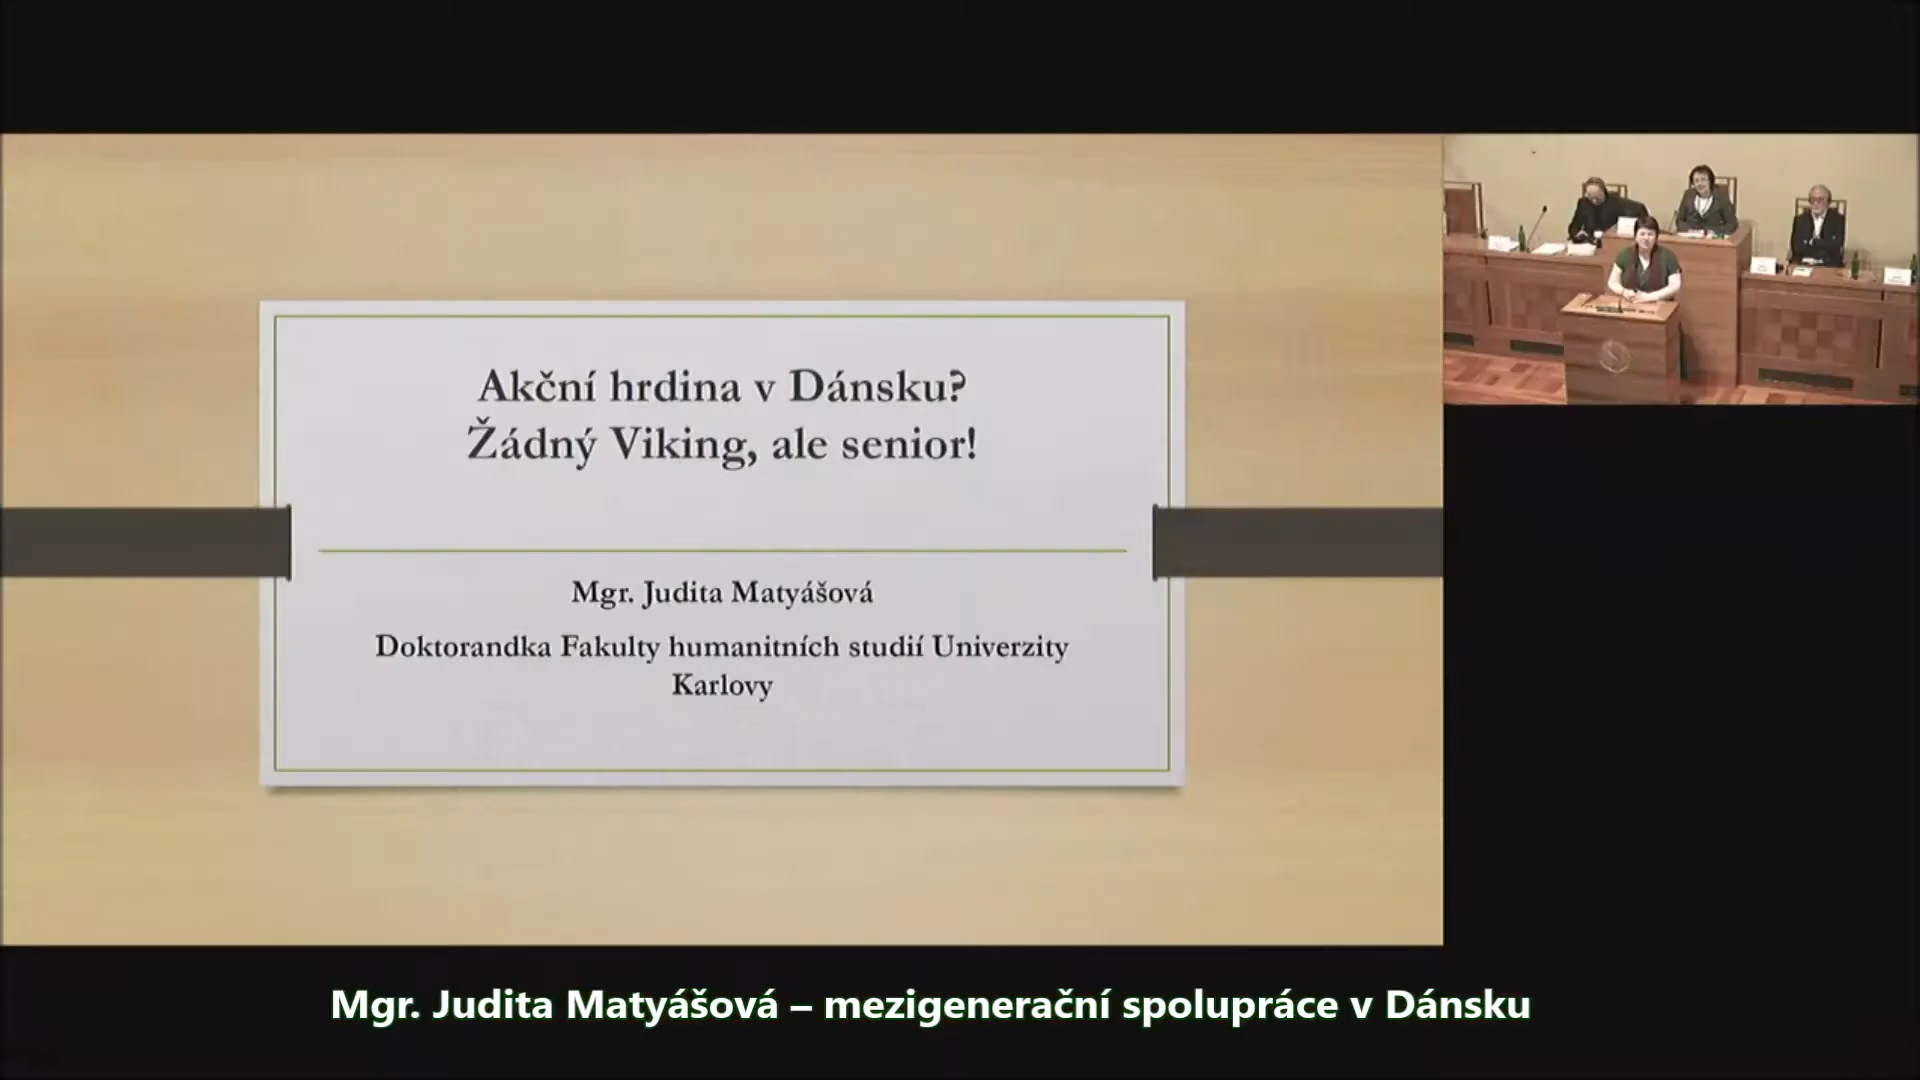 Akční hrdina v Dánsku?
Žádný Viking, ale senior!
Mgr. Judita Matyášová
Doktorandka Fakulty humanitních studií Univerzity
Karlovy
Mgr. Judita Matyášová – mezigenerační spolupráce v Dánsku